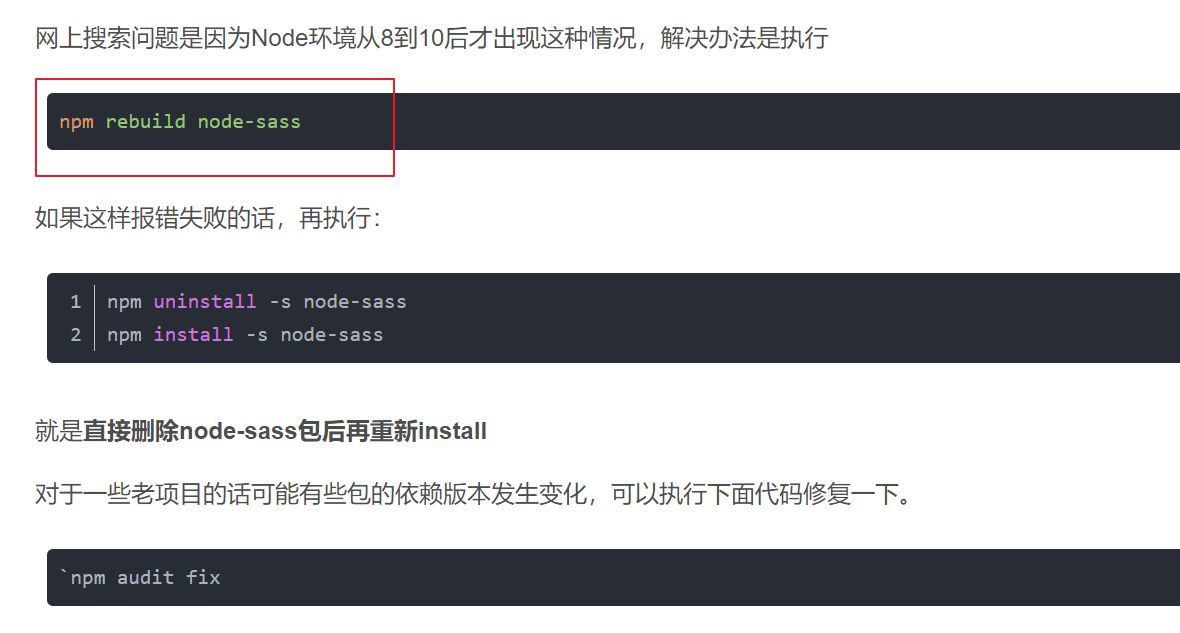 网上搜索问题是因为Node环境从8到10后才出现这种情况，解决办法是执行
npm rebuild node-sass
如果这样报错失败的话，再执行：
1 npm uninstall -s node-sass
2 npm install -s node-sass
就是直接删除node-sass包后再重新install
对于一些老项目的话可能有些包的依赖版本发生变化，可以执行下面代码修复一下。
`npm audit fix